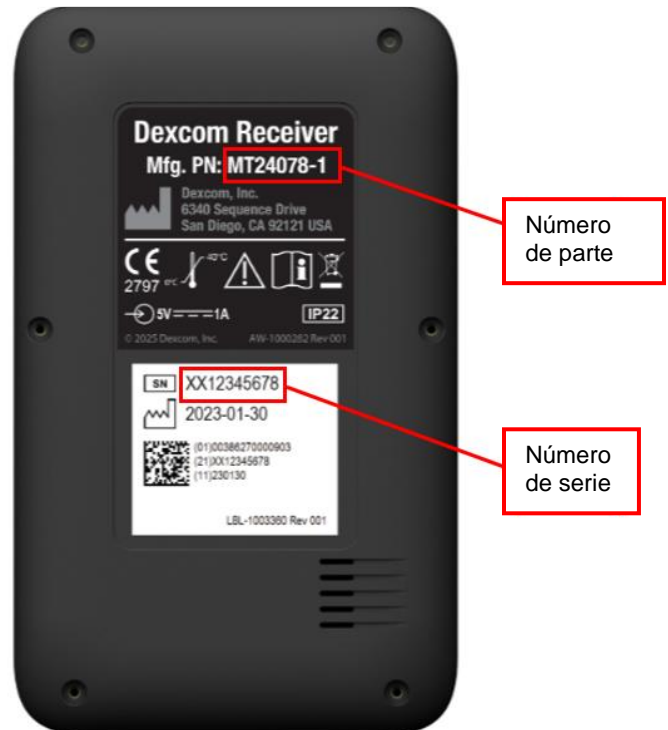 Dexcom Receiver
Mfg. PN: MT24078-1
Dexcom, Inc.
6340 Sequence Drive
San Diego, CA 92121 USA
CE
2797 0°C 45°C
5V 1A IP22
© 2025 Dexcom, Inc. AW-1000282 Rev 001
SN XX12345678
2023-01-30
(01)00386270000903
(21)XX12345678
(11)230130
LBL-1003360 Rev 001
Número
de parte
Número
de serie